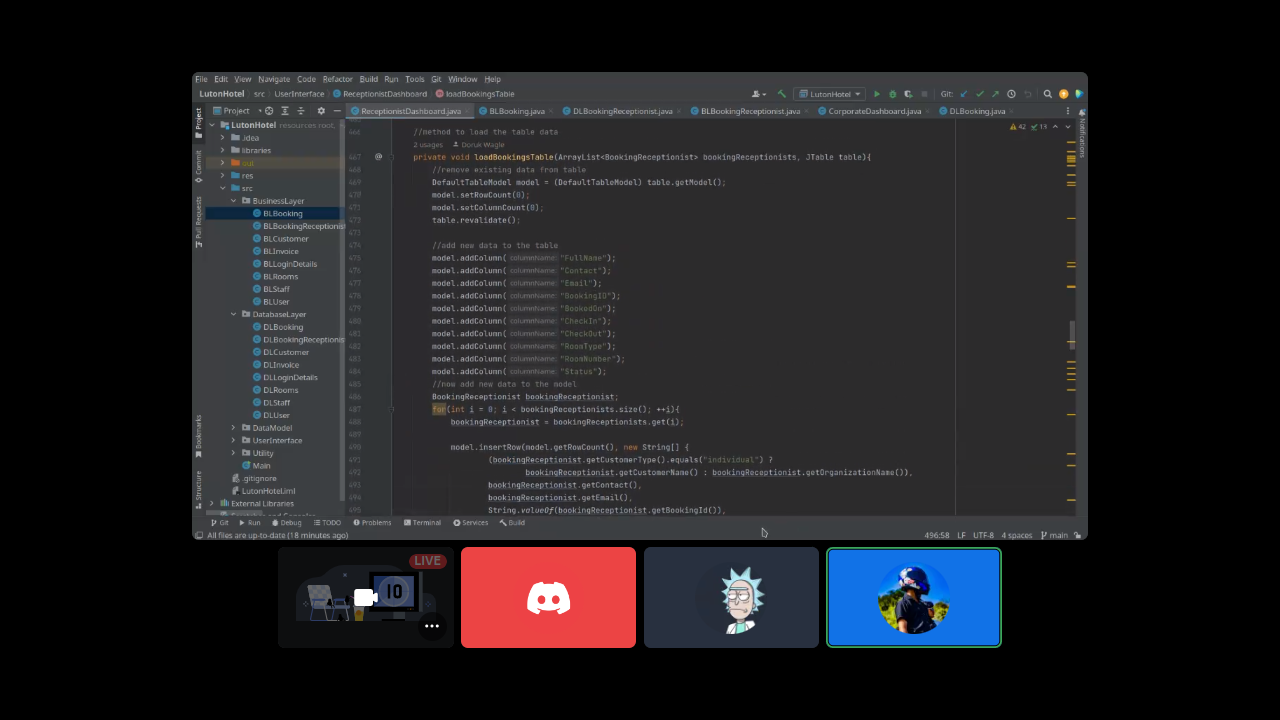 File Edit View Navigate Code Refactor Build Run Tools Git Window Help
LutonHotel src UserInterface ReceptionistDashboard.java loadBookingsTable LutonHotel Git:
Project ReceptionistDashboard.java BLBooking.java DLBookingReceptionist.java BLBookingReceptionist.java CorporateDashboard.java DLBooking.java
Project
Commit
Pull Requests
Bookmarks
Structure
Notifications
LutonHotel resources root,
.idea
libraries
out
res
src
BusinessLayer
BLBooking
BLBookingReceptionist
BLCustomer
BLInvoice
BLLoginDetails
BLRooms
BLStaff
BLUser
DatabaseLayer
DLBooking
DLBookingReceptionis
DLCustomer
DLInvoice
DLLoginDetails
DLRooms
DLStaff
DLUser
DataModel
UserInterface
Utility
Main
.gitignore
LutonHotel.iml
External Libraries
42 13
466 //method to load the table data
2 usages Doruk Wagle
467 private void loadBookingsTable(ArrayList<BookingReceptionist> bookingReceptionists, JTable table){
468 //remove existing data from table
469 DefaultTableModel model = (DefaultTableModel) table.getModel();
470 model.setRowCount(0);
471 model.setColumnCount(0);
472 table.revalidate();
473
474 //add new data to the table
475 model.addColumn( columnName: "FullName");
476 model.addColumn( columnName: "Contact");
477 model.addColumn( columnName: "Email");
478 model.addColumn( columnName: "BookingID");
479 model.addColumn( columnName: "BookedOn");
480 model.addColumn( columnName: "CheckIn");
481 model.addColumn( columnName: "CheckOut");
482 model.addColumn( columnName: "RoomType");
483 model.addColumn( columnName: "RoomNumber");
484 model.addColumn( columnName: "Status");
485 //now add new data to the model
486 BookingReceptionist bookingReceptionist;
487 for(int i = 0; i < bookingReceptionists.size(); ++i){
488 bookingReceptionist = bookingReceptionists.get(i);
489
490 model.insertRow(model.getRowCount(), new String[] {
491 (bookingReceptionist.getCustomerType().equals("individual") ?
492 bookingReceptionist.getCustomerName() : bookingReceptionist.getOrganizationName()),
493 bookingReceptionist.getContact(),
494 bookingReceptionist.getEmail(),
495 String.valueOf(bookingReceptionist.getBookingId()),
Git Run Debug TODO Problems Terminal Services Build
All files are up-to-date (18 minutes ago) 496:58 LF UTF-8 4 spaces main
LIVE
10